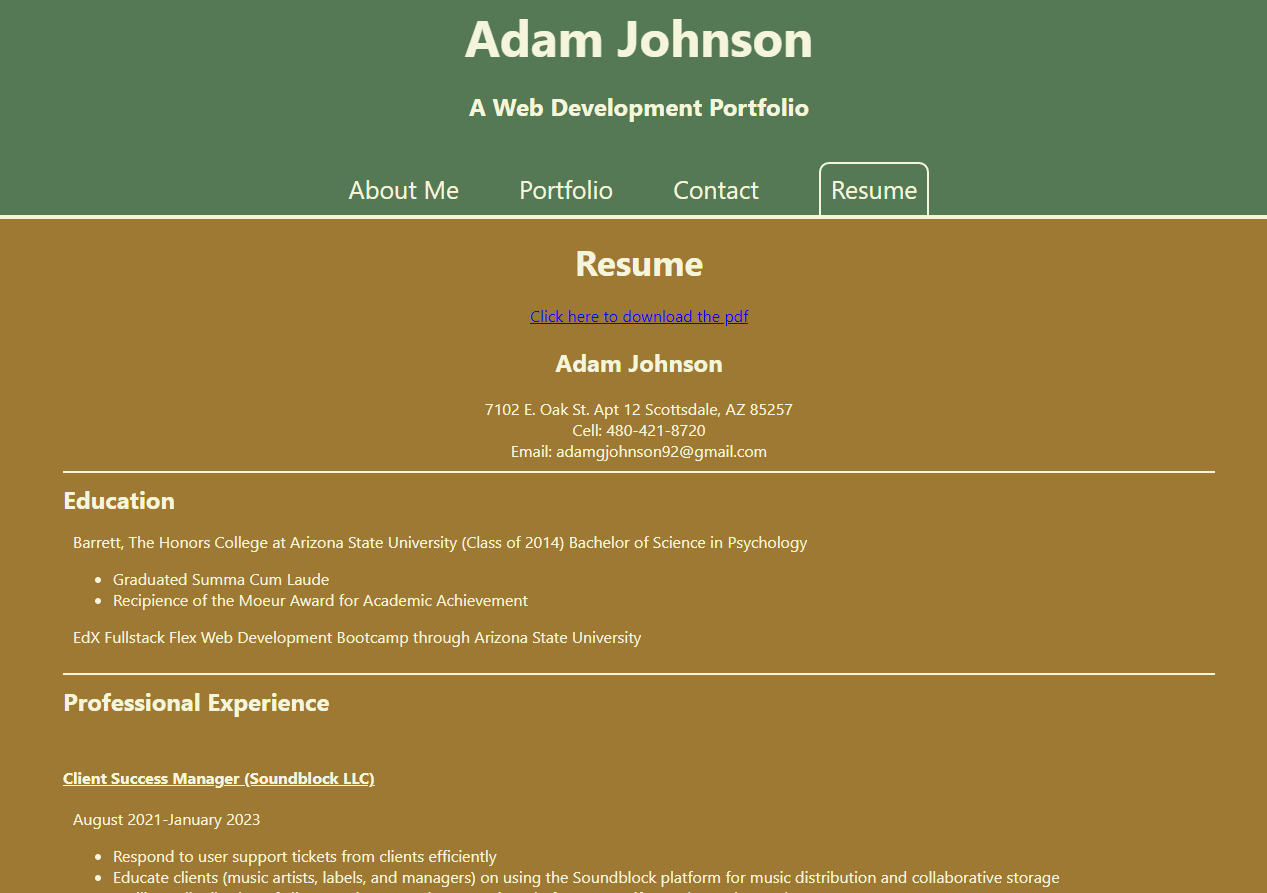 Adam Johnson
A Web Development Portfolio
About Me Portfolio Contact Resume
Resume
Click here to download the pdf
Adam Johnson
7102 E. Oak St. Apt 12 Scottsdale, AZ 85257
Cell: 480-421-8720
Email: adamgjohnson92@gmail.com
Education
Barrett, The Honors College at Arizona State University (Class of 2014) Bachelor of Science in Psychology
• Graduated Summa Cum Laude
• Recipience of the Moeur Award for Academic Achievement
EdX Fullstack Flex Web Development Bootcamp through Arizona State University
Professional Experience
Client Success Manager (Soundblock LLC)
August 2021-January 2023
• Respond to user support tickets from clients efficiently
• Educate clients (music artists, labels, and managers) on using the Soundblock platform for music distribution and collaborative storage